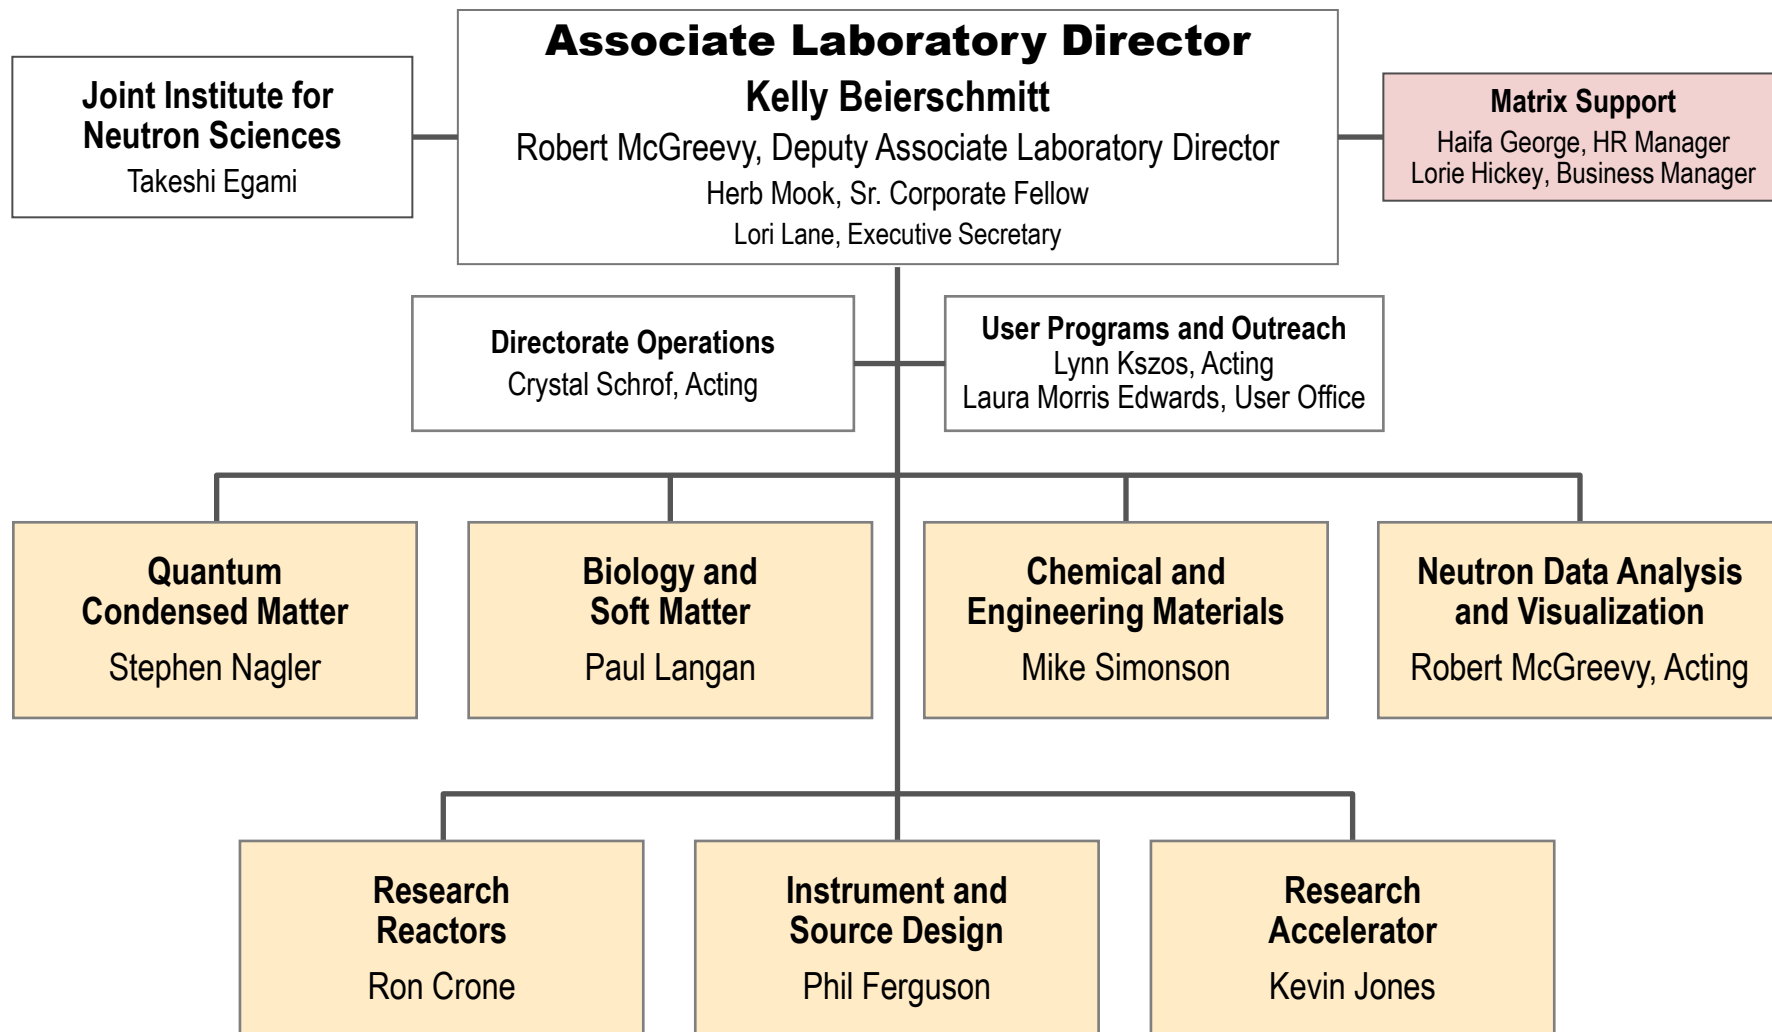 Associate Laboratory Director
Kelly Beierschmitt
Robert McGreevy, Deputy Associate Laboratory Director
Herb Mook, Sr. Corporate Fellow
Lori Lane, Executive Secretary
Joint Institute for
Neutron Sciences
Takeshi Egami
Matrix Support
Haifa George, HR Manager
Lorie Hickey, Business Manager
Directorate Operations
Crystal Schrof, Acting
User Programs and Outreach
Lynn Kszos, Acting
Laura Morris Edwards, User Office
Quantum
Condensed Matter
Stephen Nagler
Biology and
Soft Matter
Paul Langan
Chemical and
Engineering Materials
Mike Simonson
Neutron Data Analysis
and Visualization
Robert McGreevy, Acting
Research
Reactors
Ron Crone
Instrument and
Source Design
Phil Ferguson
Research
Accelerator
Kevin Jones